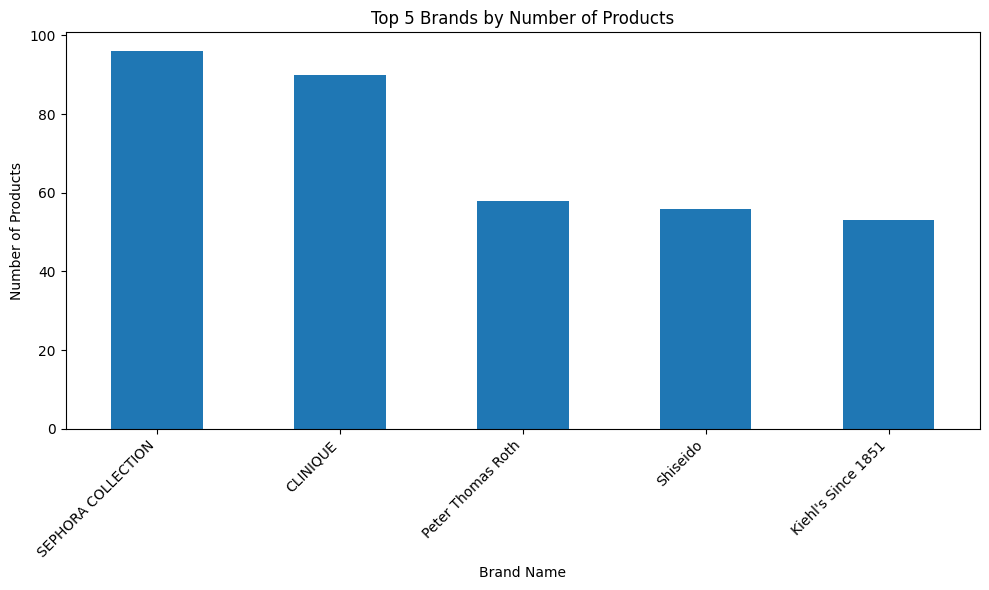 Top 5 Brands by Number of Products
Number of Products
100
80
60
40
20
0
SEPHORA COLLECTION
CLINIQUE
Peter Thomas Roth
Shiseido
Kiehl's Since 1851
Brand Name